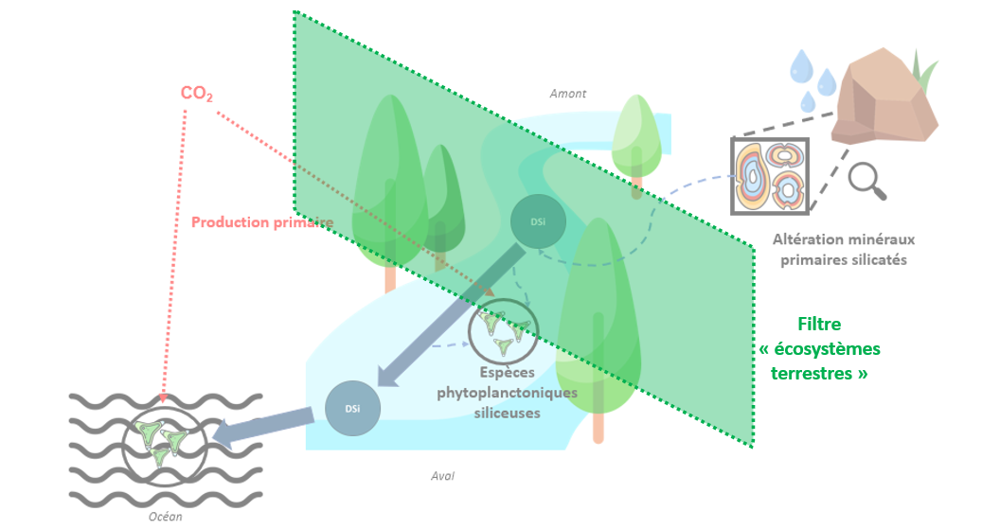 Amont
CO₂
Production primaire
DSi
Altération minéraux
primaires silicatés
Filtre
« écosystèmes
terrestres »
Espèces
phytoplanctoniques
siliceuses
DSi
Aval
Océan